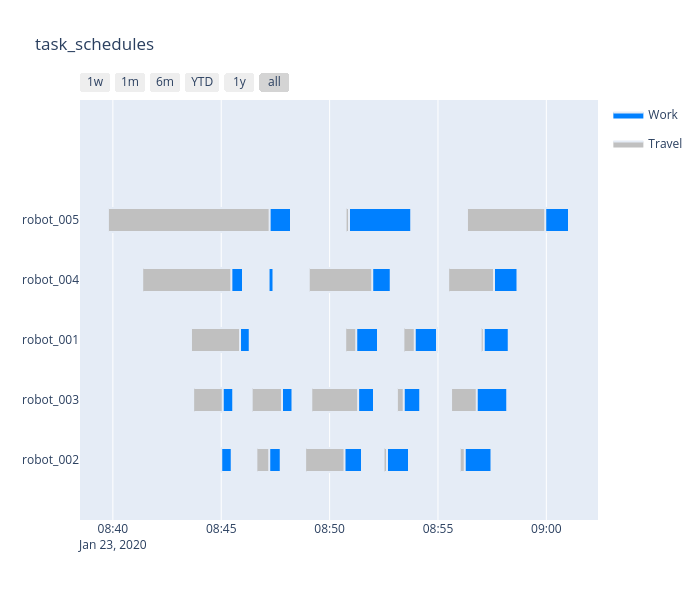 task_schedules
1w 1m 6m YTD 1y all
Work
Travel
robot_005
robot_004
robot_001
robot_003
robot_002
08:40 08:45 08:50 08:55 09:00
Jan 23, 2020